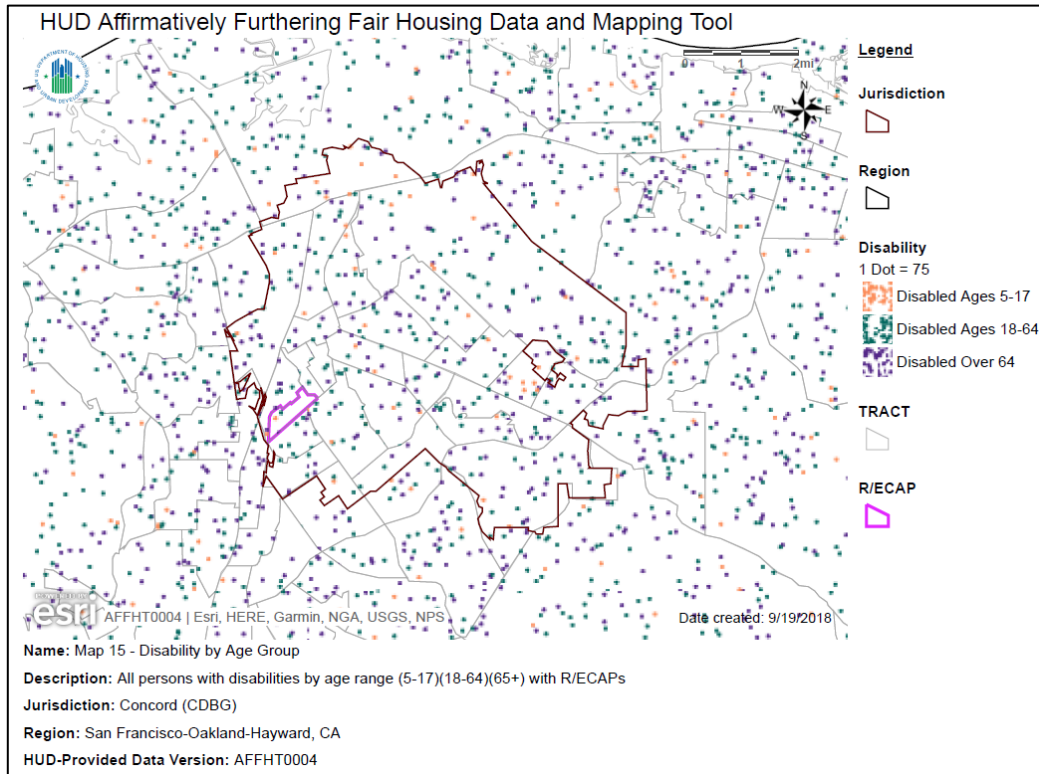 HUD Affirmatively Furthering Fair Housing Data and Mapping Tool
0 1 2mi
N
W E
S
Legend
Jurisdiction
Region
Disability
1 Dot = 75
Disabled Ages 5-17
Disabled Ages 18-64
Disabled Over 64
TRACT
R/ECAP
esri
AFFHT0004 | Esri, HERE, Garmin, NGA, USGS, NPS
Date created: 9/19/2018
Name: Map 15 - Disability by Age Group
Description: All persons with disabilities by age range (5-17)(18-64)(65+) with R/ECAPs
Jurisdiction: Concord (CDBG)
Region: San Francisco-Oakland-Hayward, CA
HUD-Provided Data Version: AFFHT0004